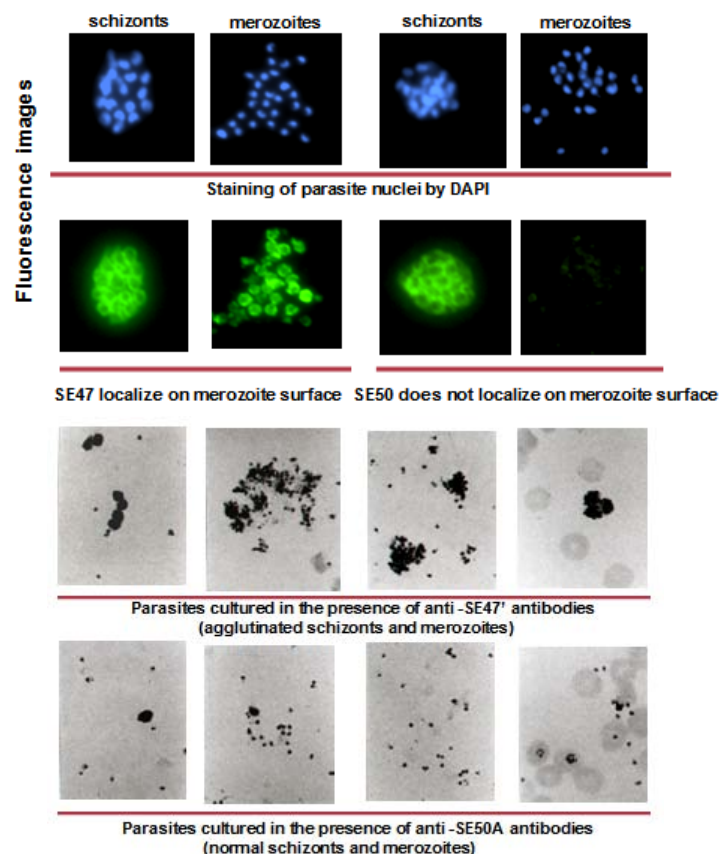 schizonts merozoites schizonts merozoites
Fluorescence images
Staining of parasite nuclei by DAPI
SE47 localize on merozoite surface SE50 does not localize on merozoite surface
Parasites cultured in the presence of anti -SE47' antibodies
(agglutinated schizonts and merozoites)
Parasites cultured in the presence of anti -SE50A antibodies
(normal schizonts and merozoites)